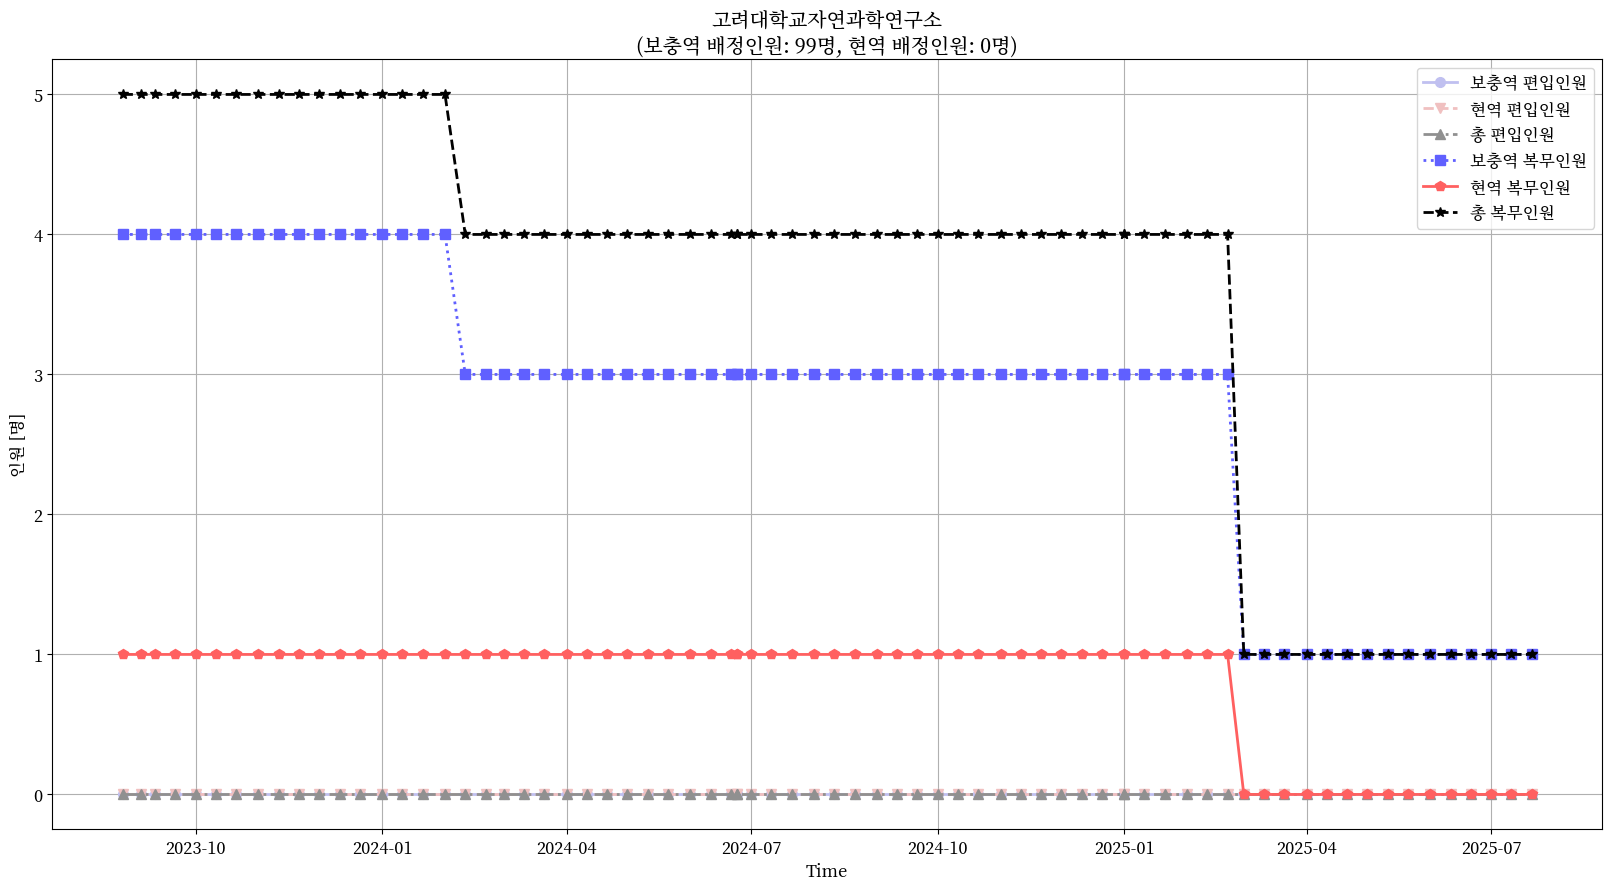 고려대학교자연과학연구소
(보충역 배정인원: 99명, 현역 배정인원: 0명)
보충역 편입인원
현역 편입인원
총 편입인원
보충역 복무인원
현역 복무인원
총 복무인원
인원 [명]
5
4
3
2
1
0
2023-10
2024-01
2024-04
2024-07
2024-10
2025-01
2025-04
2025-07
Time